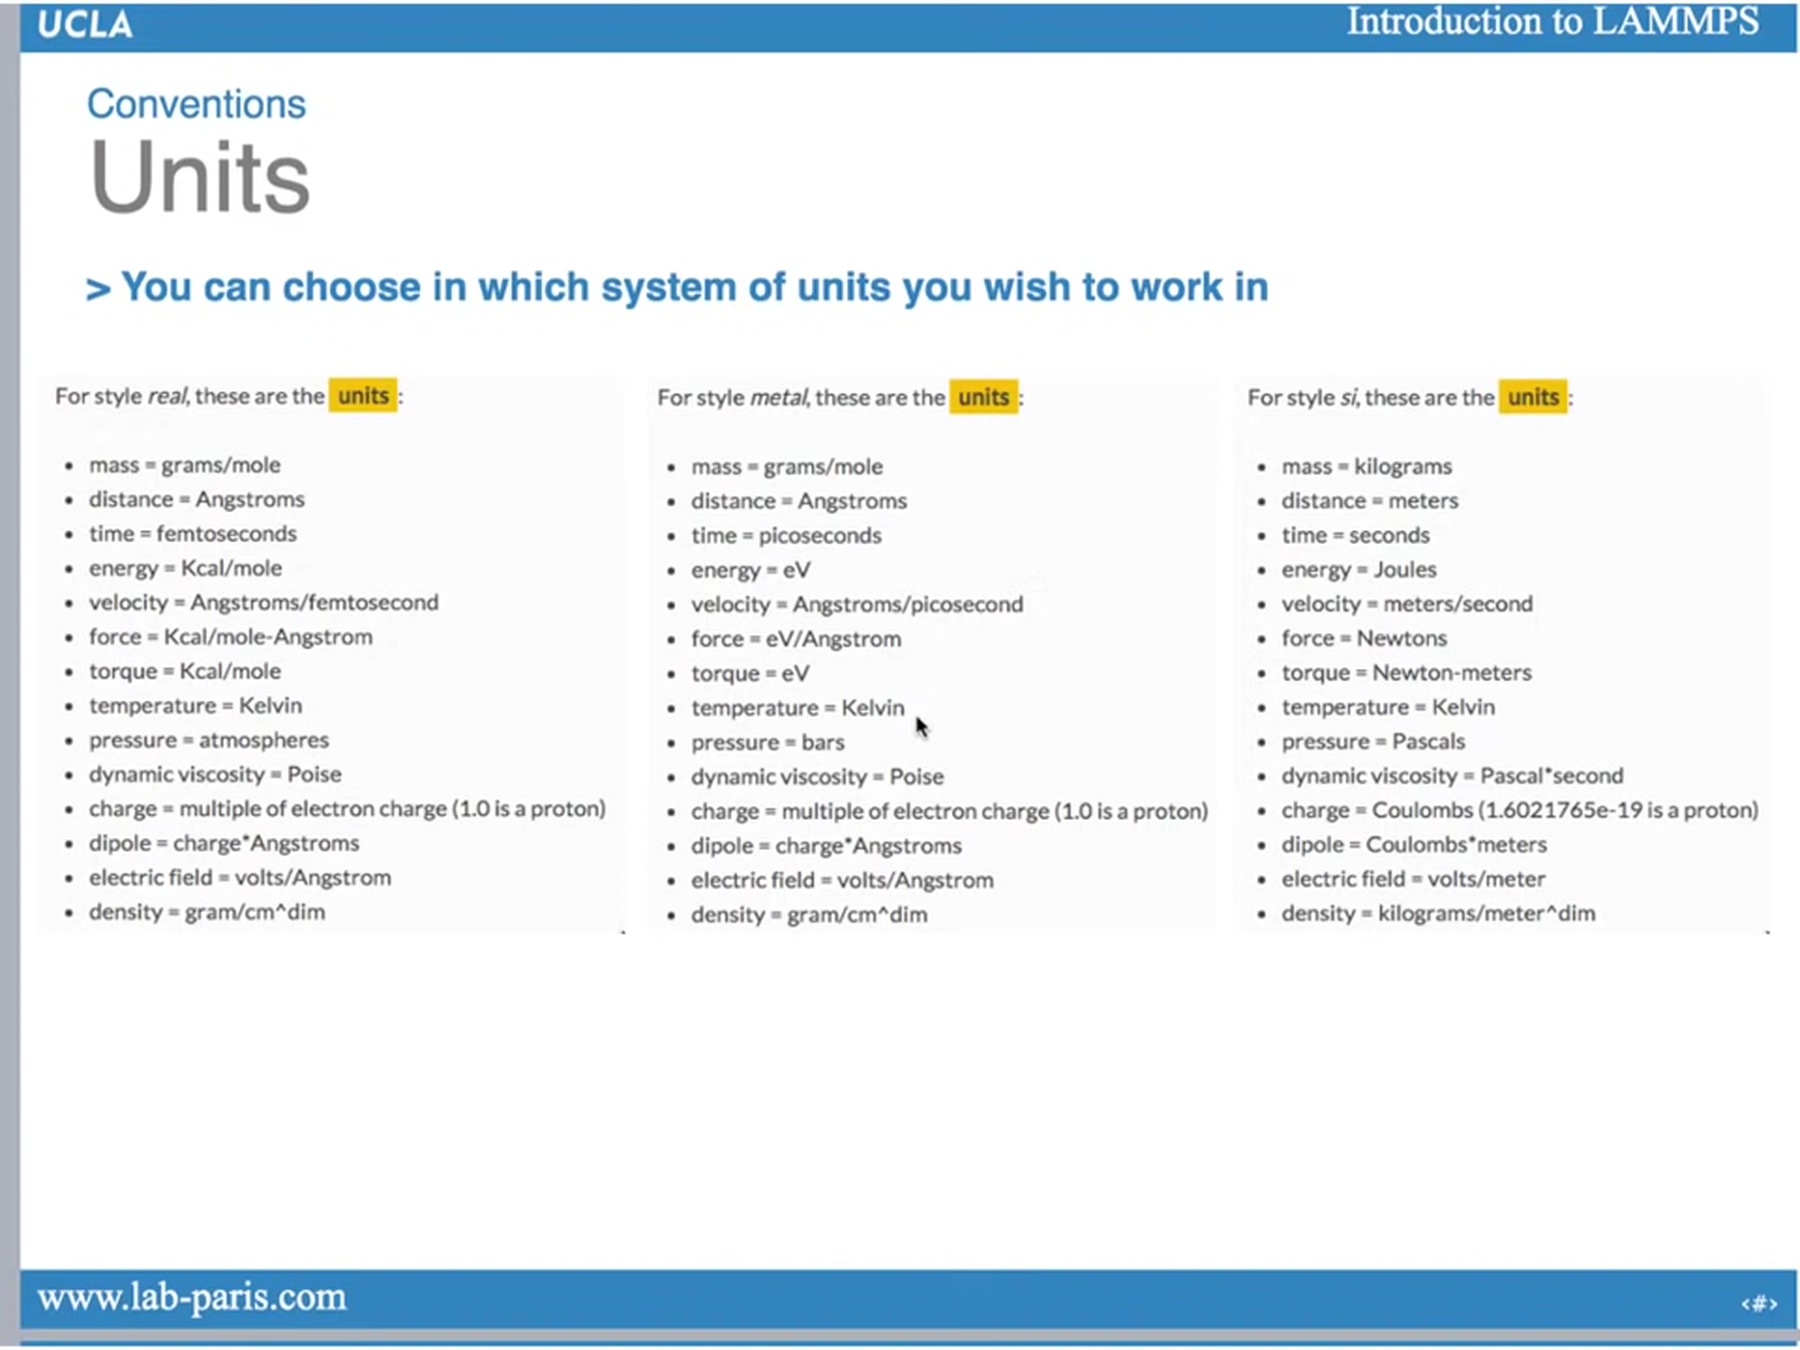 UCLA
Introduction to LAMMPS
Conventions
Units
> You can choose in which system of units you wish to work in
For style real, these are the units :
• mass = grams/mole
• distance = Angstroms
• time = femtoseconds
• energy = Kcal/mole
• velocity = Angstroms/femtosecond
• force = Kcal/mole-Angstrom
• torque = Kcal/mole
• temperature = Kelvin
• pressure = atmospheres
• dynamic viscosity = Poise
• charge = multiple of electron charge (1.0 is a proton)
• dipole = charge*Angstroms
• electric field = volts/Angstrom
• density = gram/cm^dim
For style metal, these are the units :
• mass = grams/mole
• distance = Angstroms
• time = picoseconds
• energy = eV
• velocity = Angstroms/picosecond
• force = eV/Angstrom
• torque = eV
• temperature = Kelvin
• pressure = bars
• dynamic viscosity = Poise
• charge = multiple of electron charge (1.0 is a proton)
• dipole = charge*Angstroms
• electric field = volts/Angstrom
• density = gram/cm^dim
For style si, these are the units :
• mass = kilograms
• distance = meters
• time = seconds
• energy = Joules
• velocity = meters/second
• force = Newtons
• torque = Newton-meters
• temperature = Kelvin
• pressure = Pascals
• dynamic viscosity = Pascal*second
• charge = Coulombs (1.6021765e-19 is a proton)
• dipole = Coulombs*meters
• electric field = volts/meter
• density = kilograms/meter^dim
www.lab-paris.com
‹#›